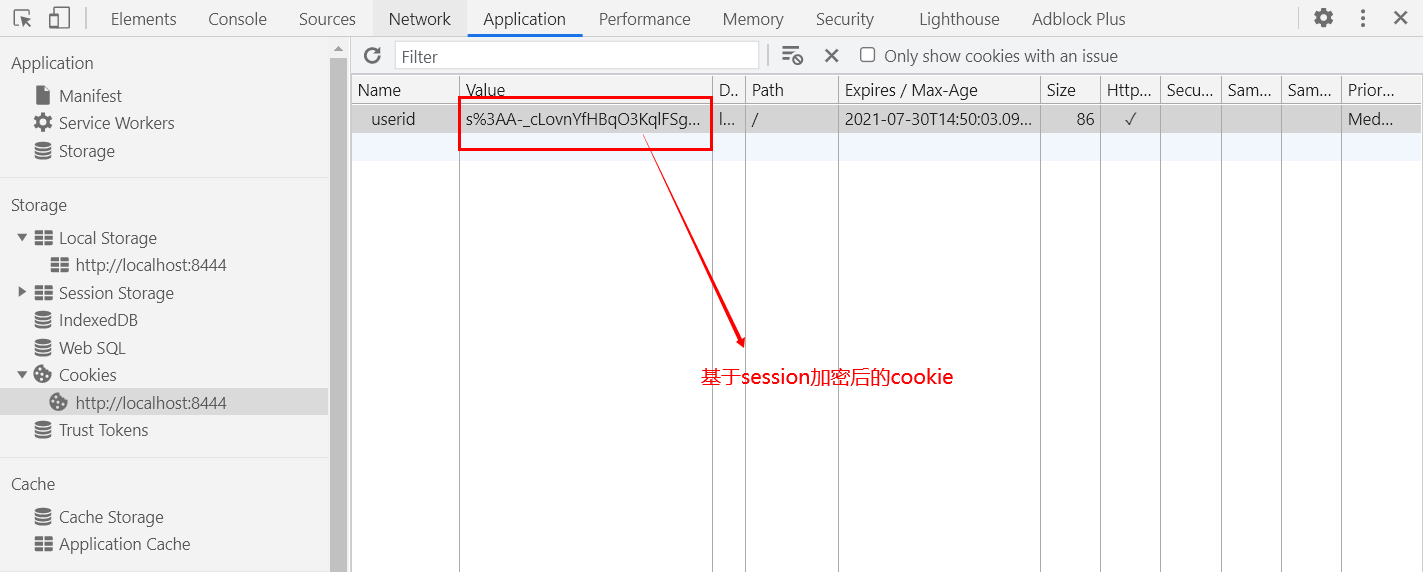 Elements Console Sources Network Application Performance Memory Security Lighthouse Adblock Plus
Application
Manifest
Service Workers
Storage
Storage
Local Storage
http://localhost:8444
Session Storage
IndexedDB
Web SQL
Cookies
http://localhost:8444
Trust Tokens
Cache
Cache Storage
Application Cache
Filter Only show cookies with an issue
Name Value D.. Path Expires / Max-Age Size Http... Secu... Sam... Sam... Prior...
userid s%3AA-_cLovnYfHBqO3KqlFSg... l... / 2021-07-30T14:50:03.09... 86 ✓ Med...
基于session加密后的cookie